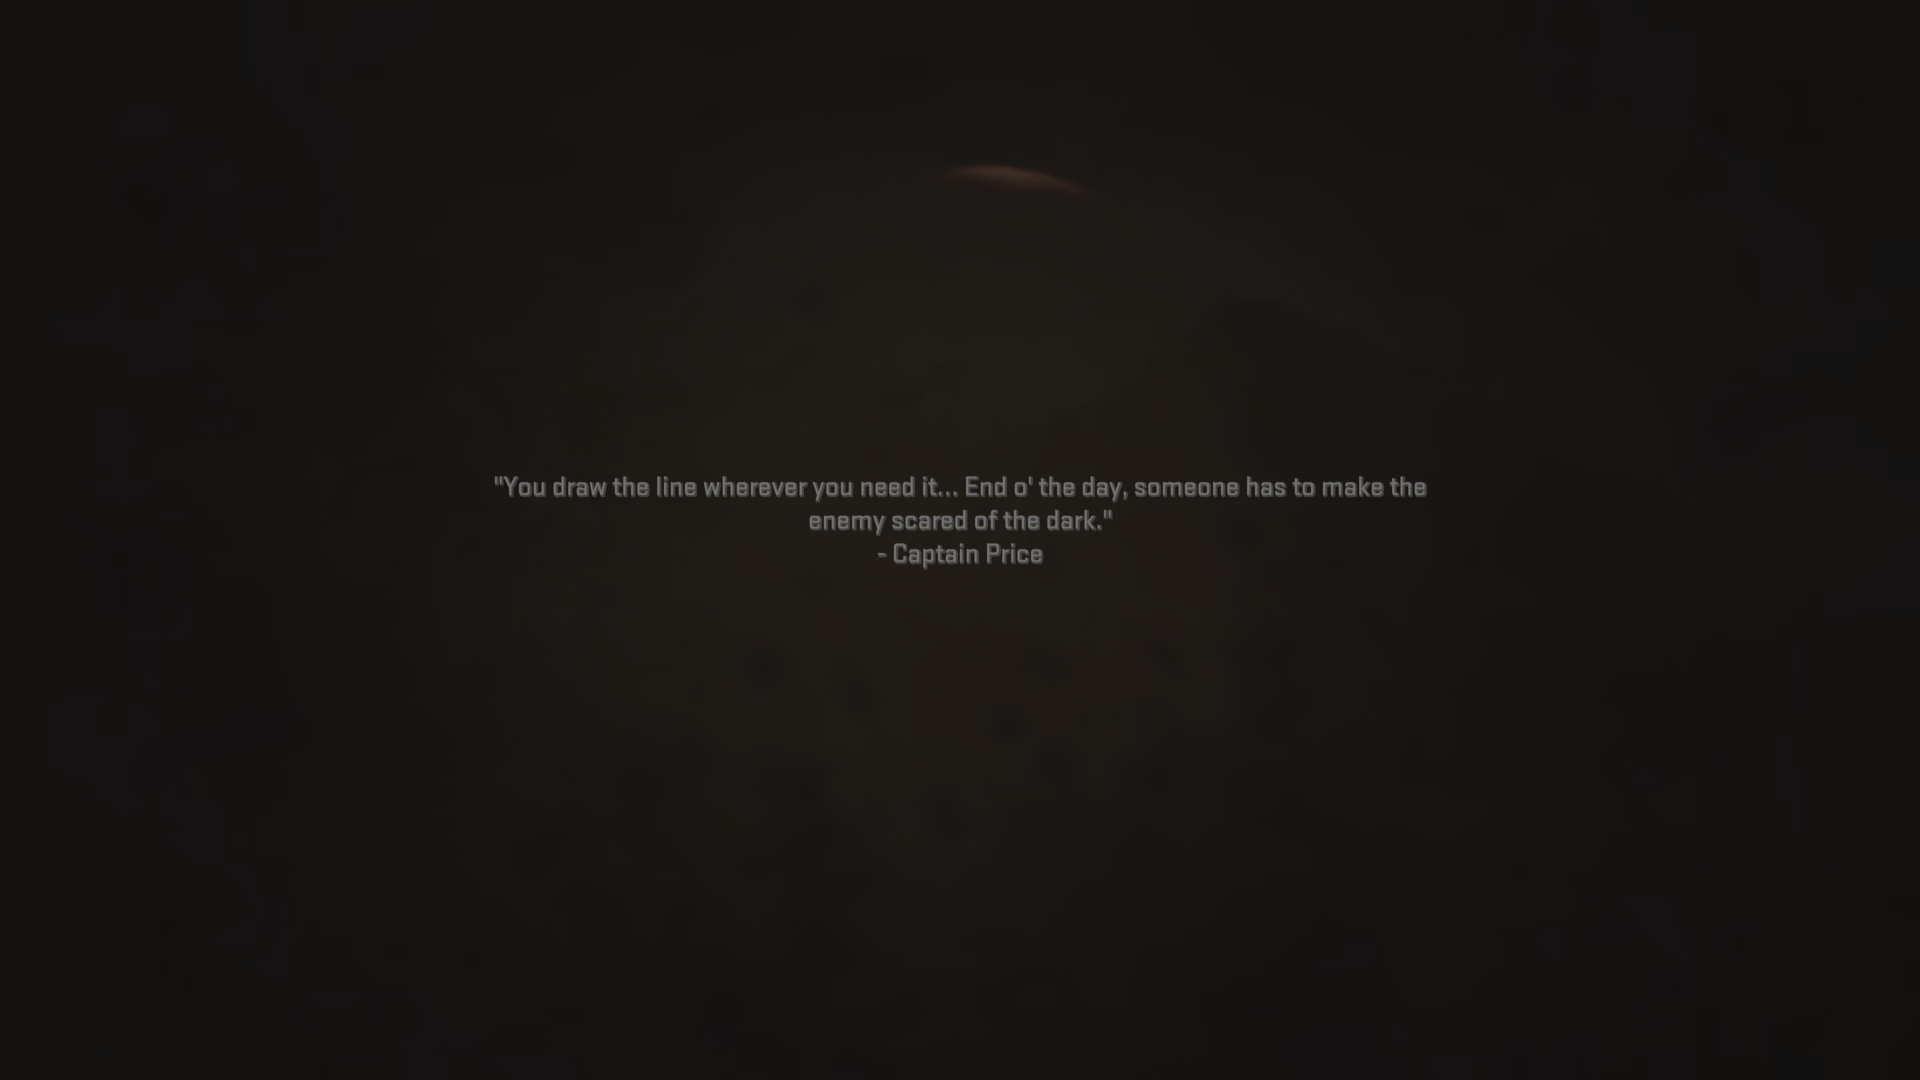 "You draw the line wherever you need it... End o' the day, someone has to make the
enemy scared of the dark."
- Captain Price